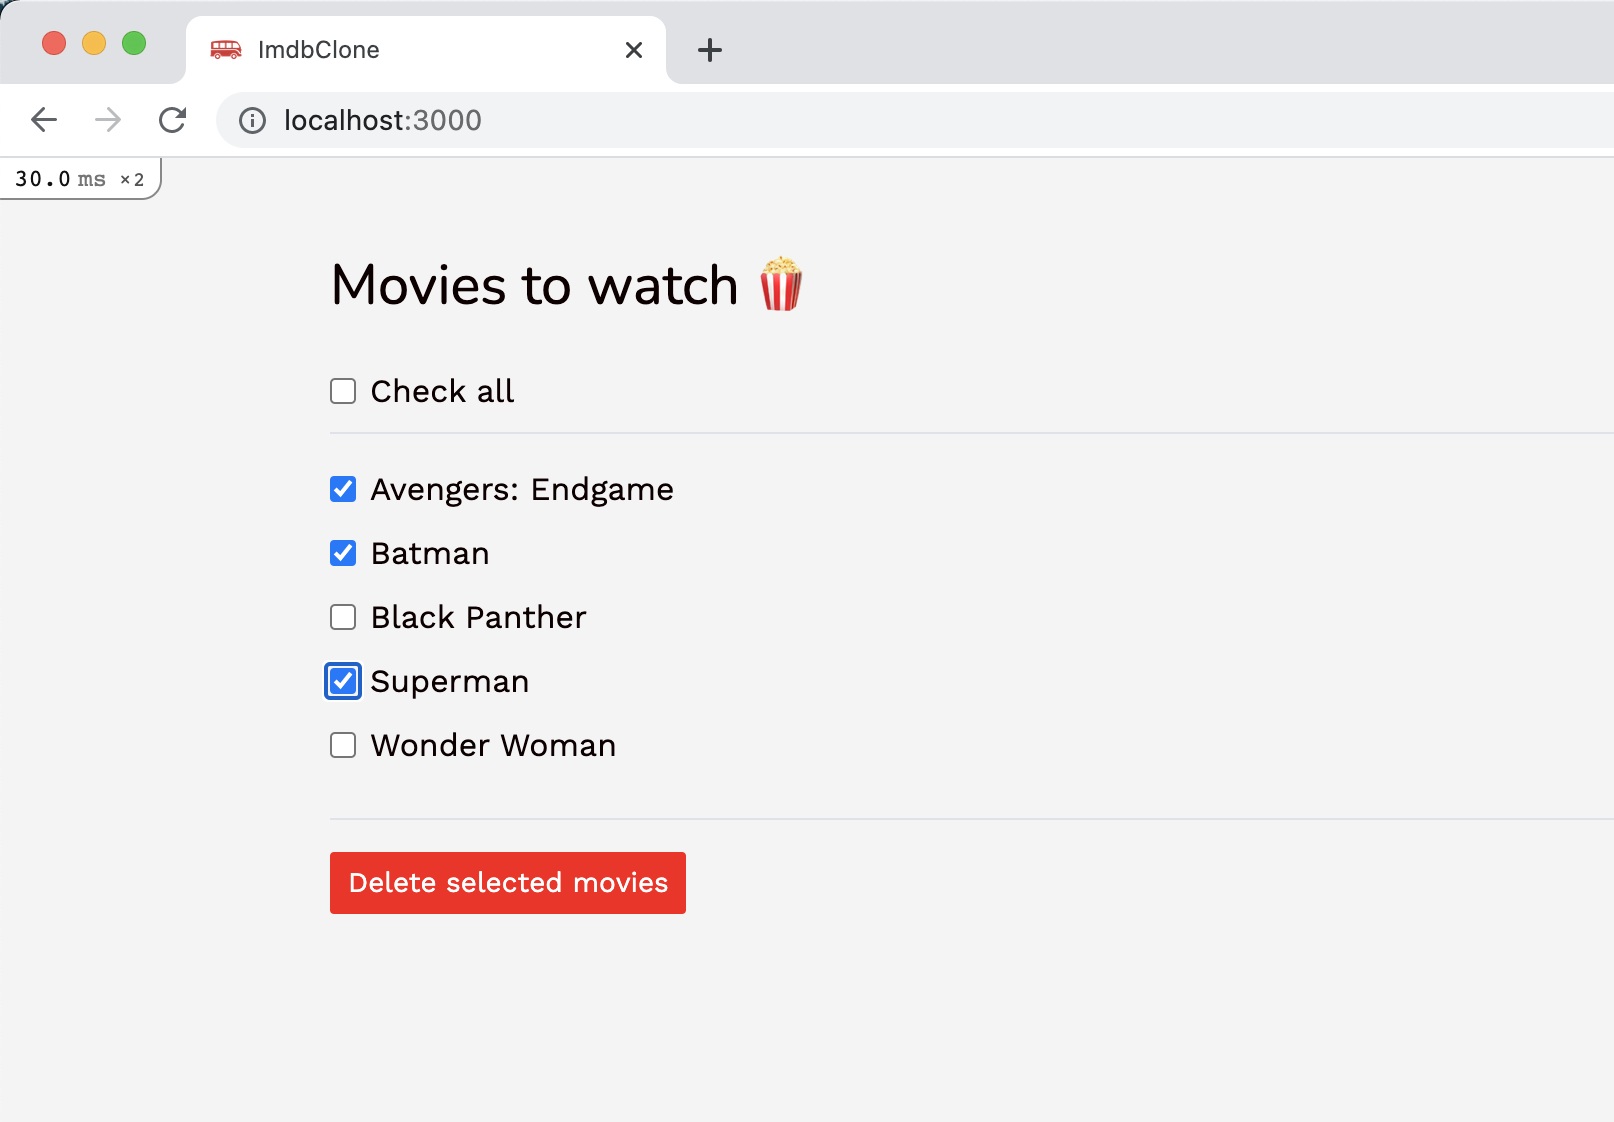 ImdbClone
localhost:3000
30.0 ms ×2
Movies to watch 🍿
Check all
Avengers: Endgame
Batman
Black Panther
Superman
Wonder Woman
Delete selected movies